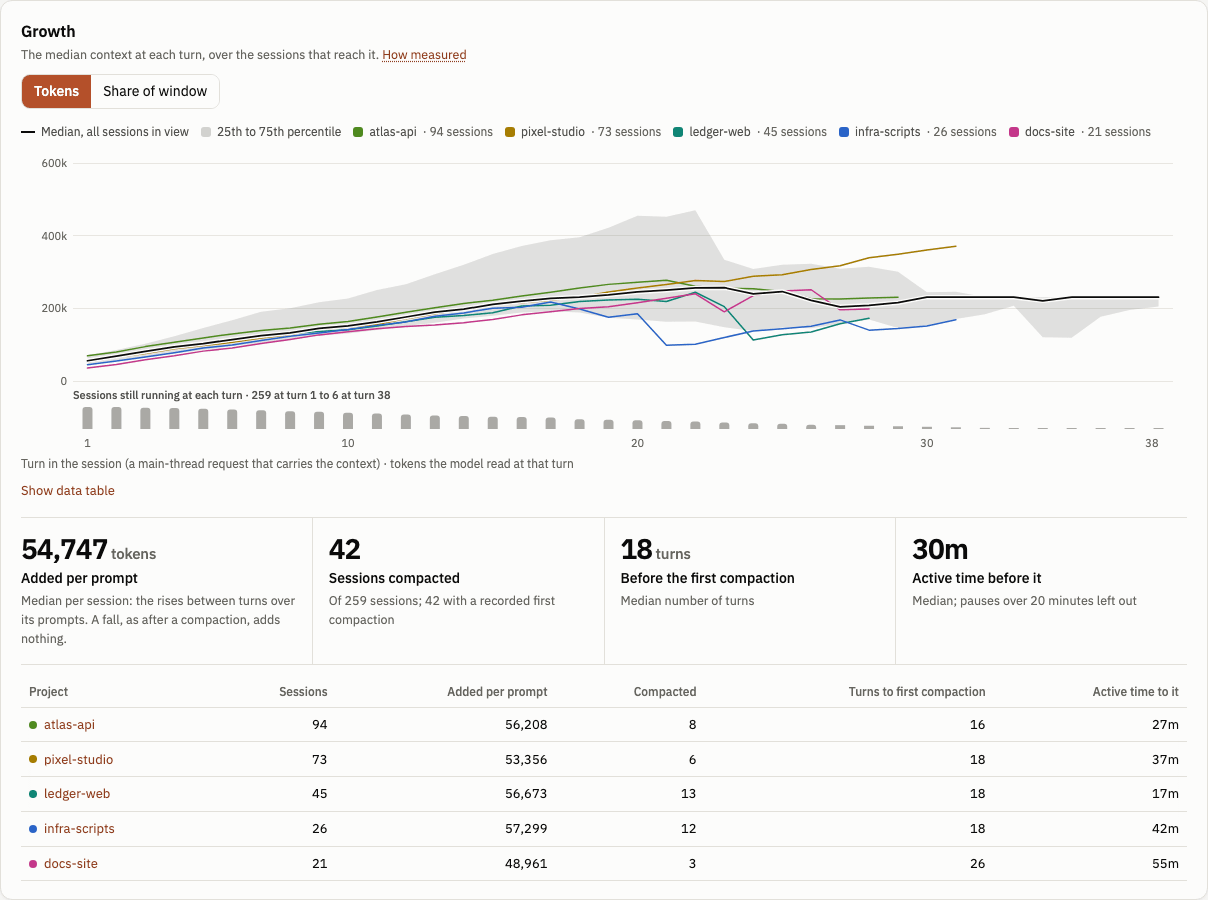 Growth
The median context at each turn, over the sessions that reach it. How measured
Tokens Share of window
Median, all sessions in view 25th to 75th percentile atlas-api · 94 sessions pixel-studio · 73 sessions ledger-web · 45 sessions infra-scripts · 26 sessions docs-site · 21 sessions
600k
400k
200k
0
Sessions still running at each turn · 259 at turn 1 to 6 at turn 38
1 10 20 30 38
Turn in the session (a main-thread request that carries the context) · tokens the model read at that turn
Show data table
54,747 tokens
Added per prompt
Median per session: the rises between turns over
its prompts. A fall, as after a compaction, adds
nothing.
42
Sessions compacted
Of 259 sessions; 42 with a recorded first
compaction
18 turns
Before the first compaction
Median number of turns
30m
Active time before it
Median; pauses over 20 minutes left out
Project Sessions Added per prompt Compacted Turns to first compaction Active time to it
atlas-api 94 56,208 8 16 27m
pixel-studio 73 53,356 6 18 37m
ledger-web 45 56,673 13 18 17m
infra-scripts 26 57,299 12 18 42m
docs-site 21 48,961 3 26 55m